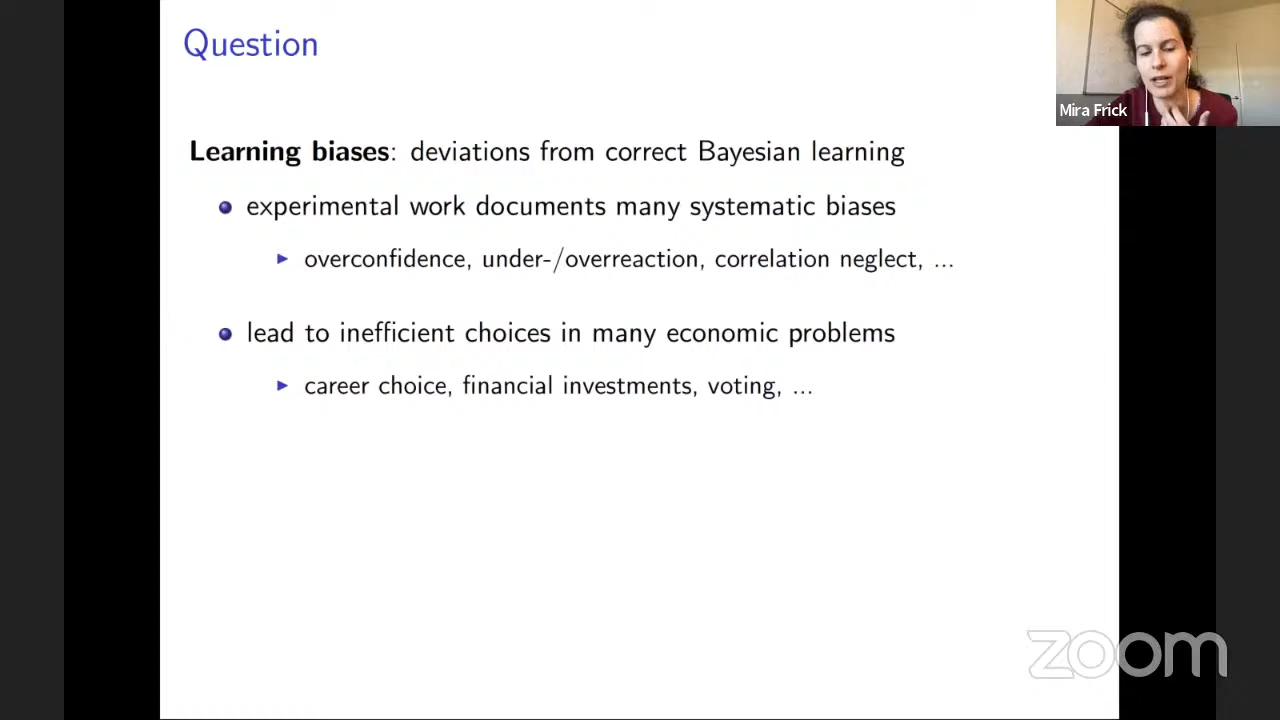 Question
Mira Frick
Learning biases: deviations from correct Bayesian learning
experimental work documents many systematic biases
overconfidence, under-/overreaction, correlation neglect, ...
lead to inefficient choices in many economic problems
career choice, financial investments, voting, ...
zoom